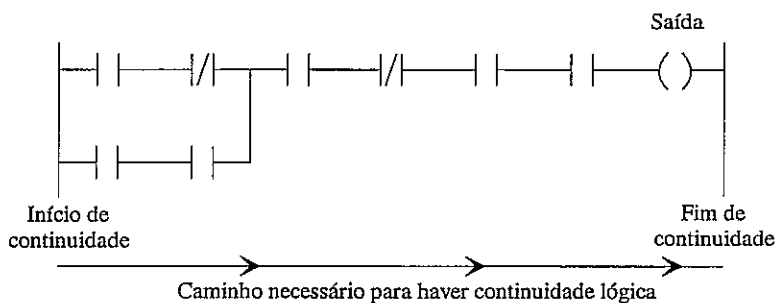 Saída
Início de
continuidade
Fim de
continuidade
Caminho necessário para haver continuidade lógica